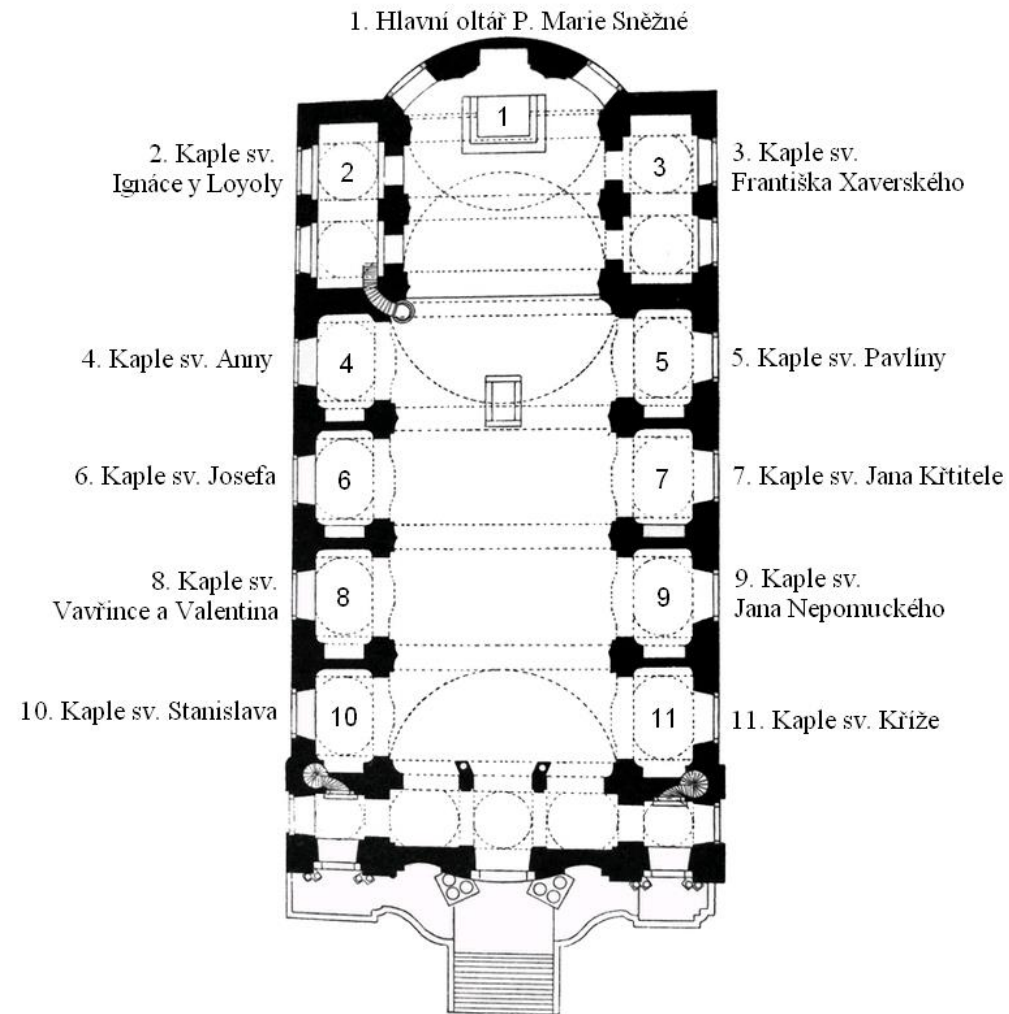 1. Hlavní oltář P. Marie Sněžné
1
2. Kaple sv.
Ignáce y Loyoly
2
3
3. Kaple sv.
Františka Xaverského
4. Kaple sv. Anny
4
5
5. Kaple sv. Pavlíny
6. Kaple sv. Josefa
6
7
7. Kaple sv. Jana Křtitele
8. Kaple sv.
Vavřince a Valentina
8
9
9. Kaple sv.
Jana Nepomuckého
10. Kaple sv. Stanislava
10
11
11. Kaple sv. Kříže